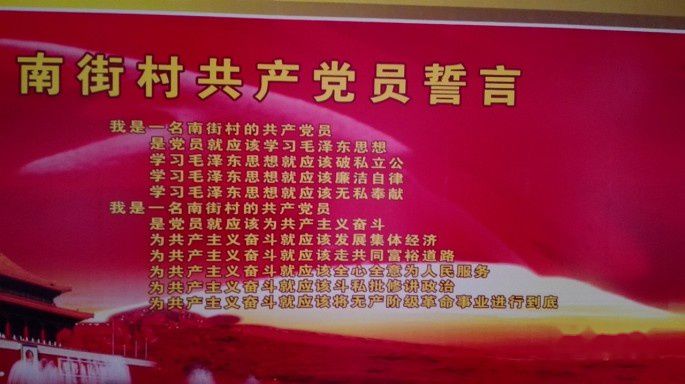 南街村共产党员誓言
我是一名南街村的共产党员
是党员就应该学习毛泽东思想
学习毛泽东思想就应该破私立公
学习毛泽东思想就应该廉洁自律
学习毛泽东思想就应该无私奉献
我是一名南街村的共产党员
是党员就应该为共产主义奋斗
为共产主义奋斗就应该发展集体经济
为共产主义奋斗就应该走共同富裕道路
为共产主义奋斗就应该全心全意为人民服务
为共产主义奋斗就应该斗私批修讲政治
为共产主义奋斗就应该将无产阶级革命事业进行到底